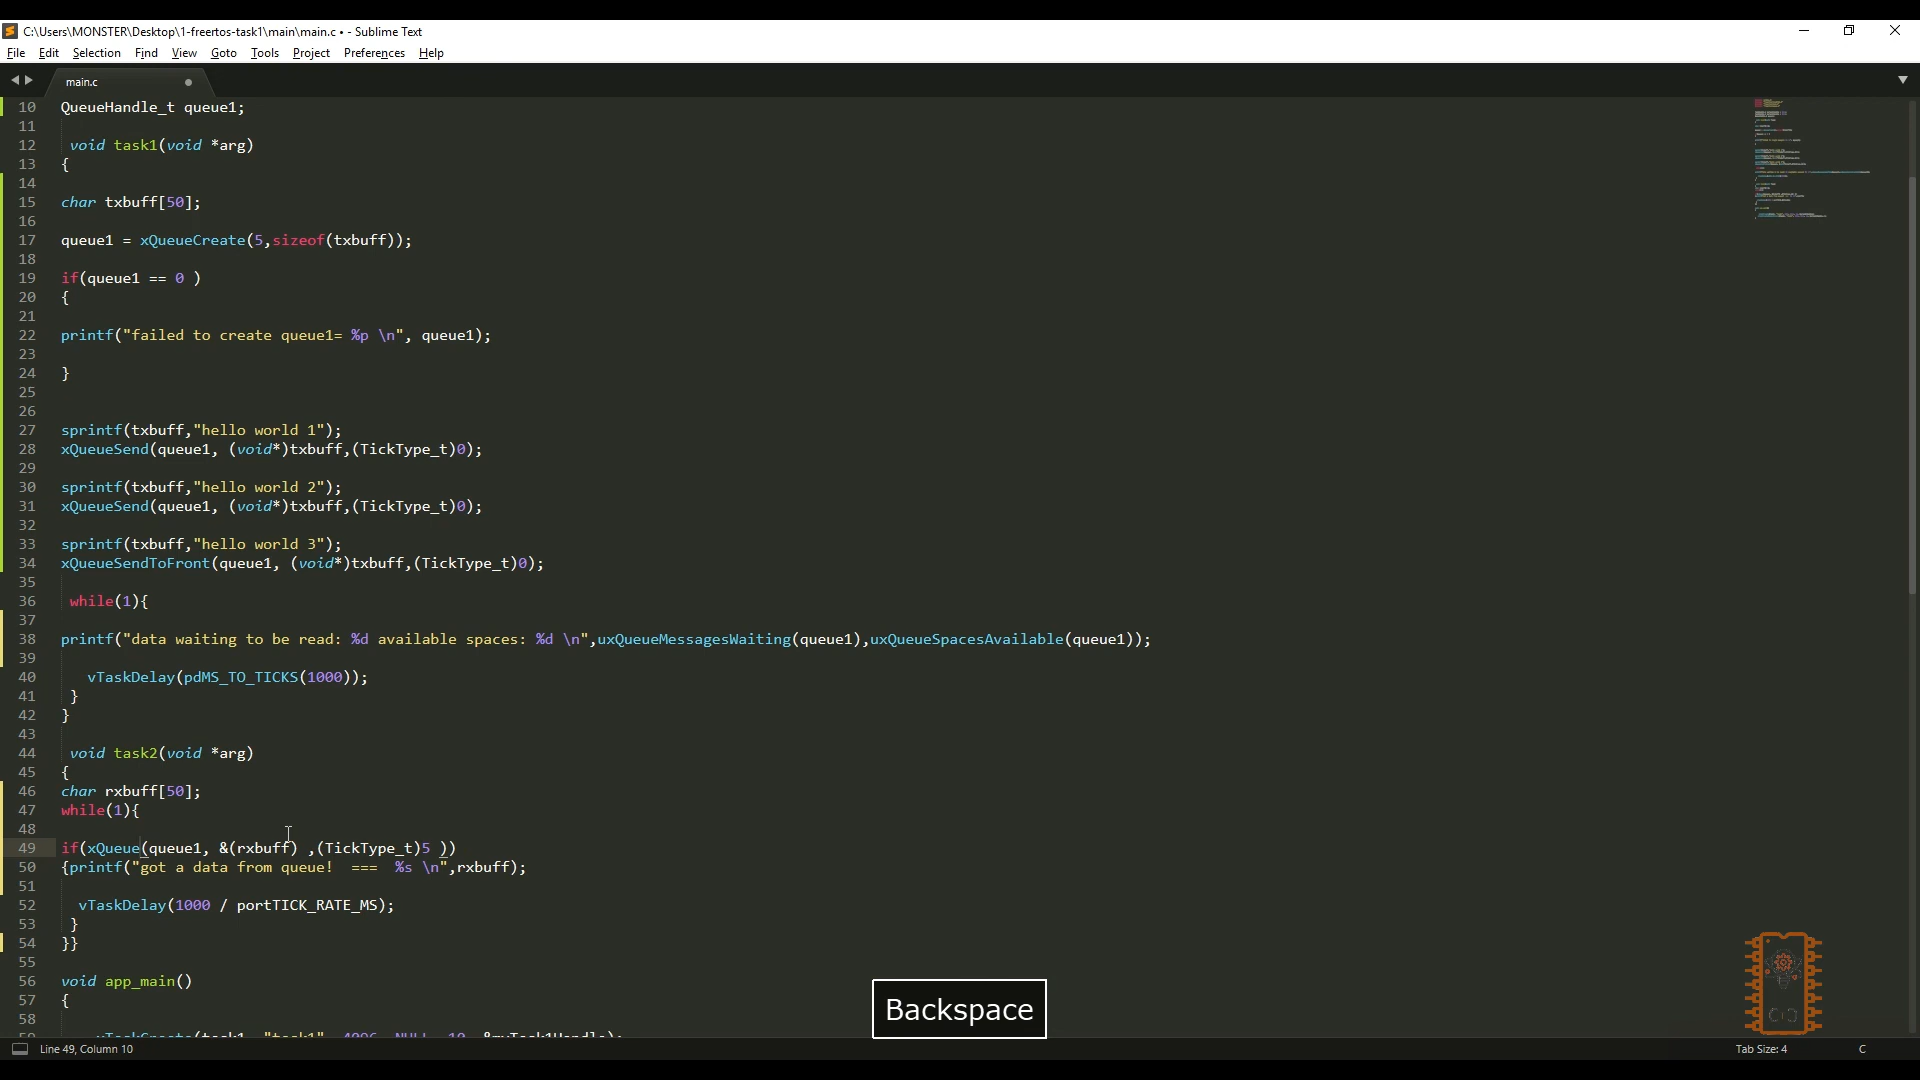 C:\Users\MONSTER\Desktop\1-freertos-task1\main\main.c • - Sublime Text
File Edit Selection Find View Goto Tools Project Preferences Help
main.c
10 QueueHandle_t queue1;
11
12 void task1(void *arg)
13 {
14
15 char txbuff[50];
16
17 queue1 = xQueueCreate(5,sizeof(txbuff));
18
19 if(queue1 == 0 )
20 {
21
22 printf("failed to create queue1= %p \n", queue1);
23
24 }
25
26
27 sprintf(txbuff,"hello world 1");
28 xQueueSend(queue1, (void*)txbuff,(TickType_t)0);
29
30 sprintf(txbuff,"hello world 2");
31 xQueueSend(queue1, (void*)txbuff,(TickType_t)0);
32
33 sprintf(txbuff,"hello world 3");
34 xQueueSendToFront(queue1, (void*)txbuff,(TickType_t)0);
35
36 while(1){
37
38 printf("data waiting to be read: %d available spaces: %d \n",uxQueueMessagesWaiting(queue1),uxQueueSpacesAvailable(queue1));
39
40 vTaskDelay(pdMS_TO_TICKS(1000));
41 }
42 }
43
44 void task2(void *arg)
45 {
46 char rxbuff[50];
47 while(1){
48
49 if(xQueue(queue1, &(rxbuff) ,(TickType_t)5 ))
50 {printf("got a data from queue! === %s \n",rxbuff);
51
52 vTaskDelay(1000 / portTICK_RATE_MS);
53 }
54 }}
55
56 void app_main()
57 {
58
Backspace
Line 49, Column 10 Tab Size: 4 C